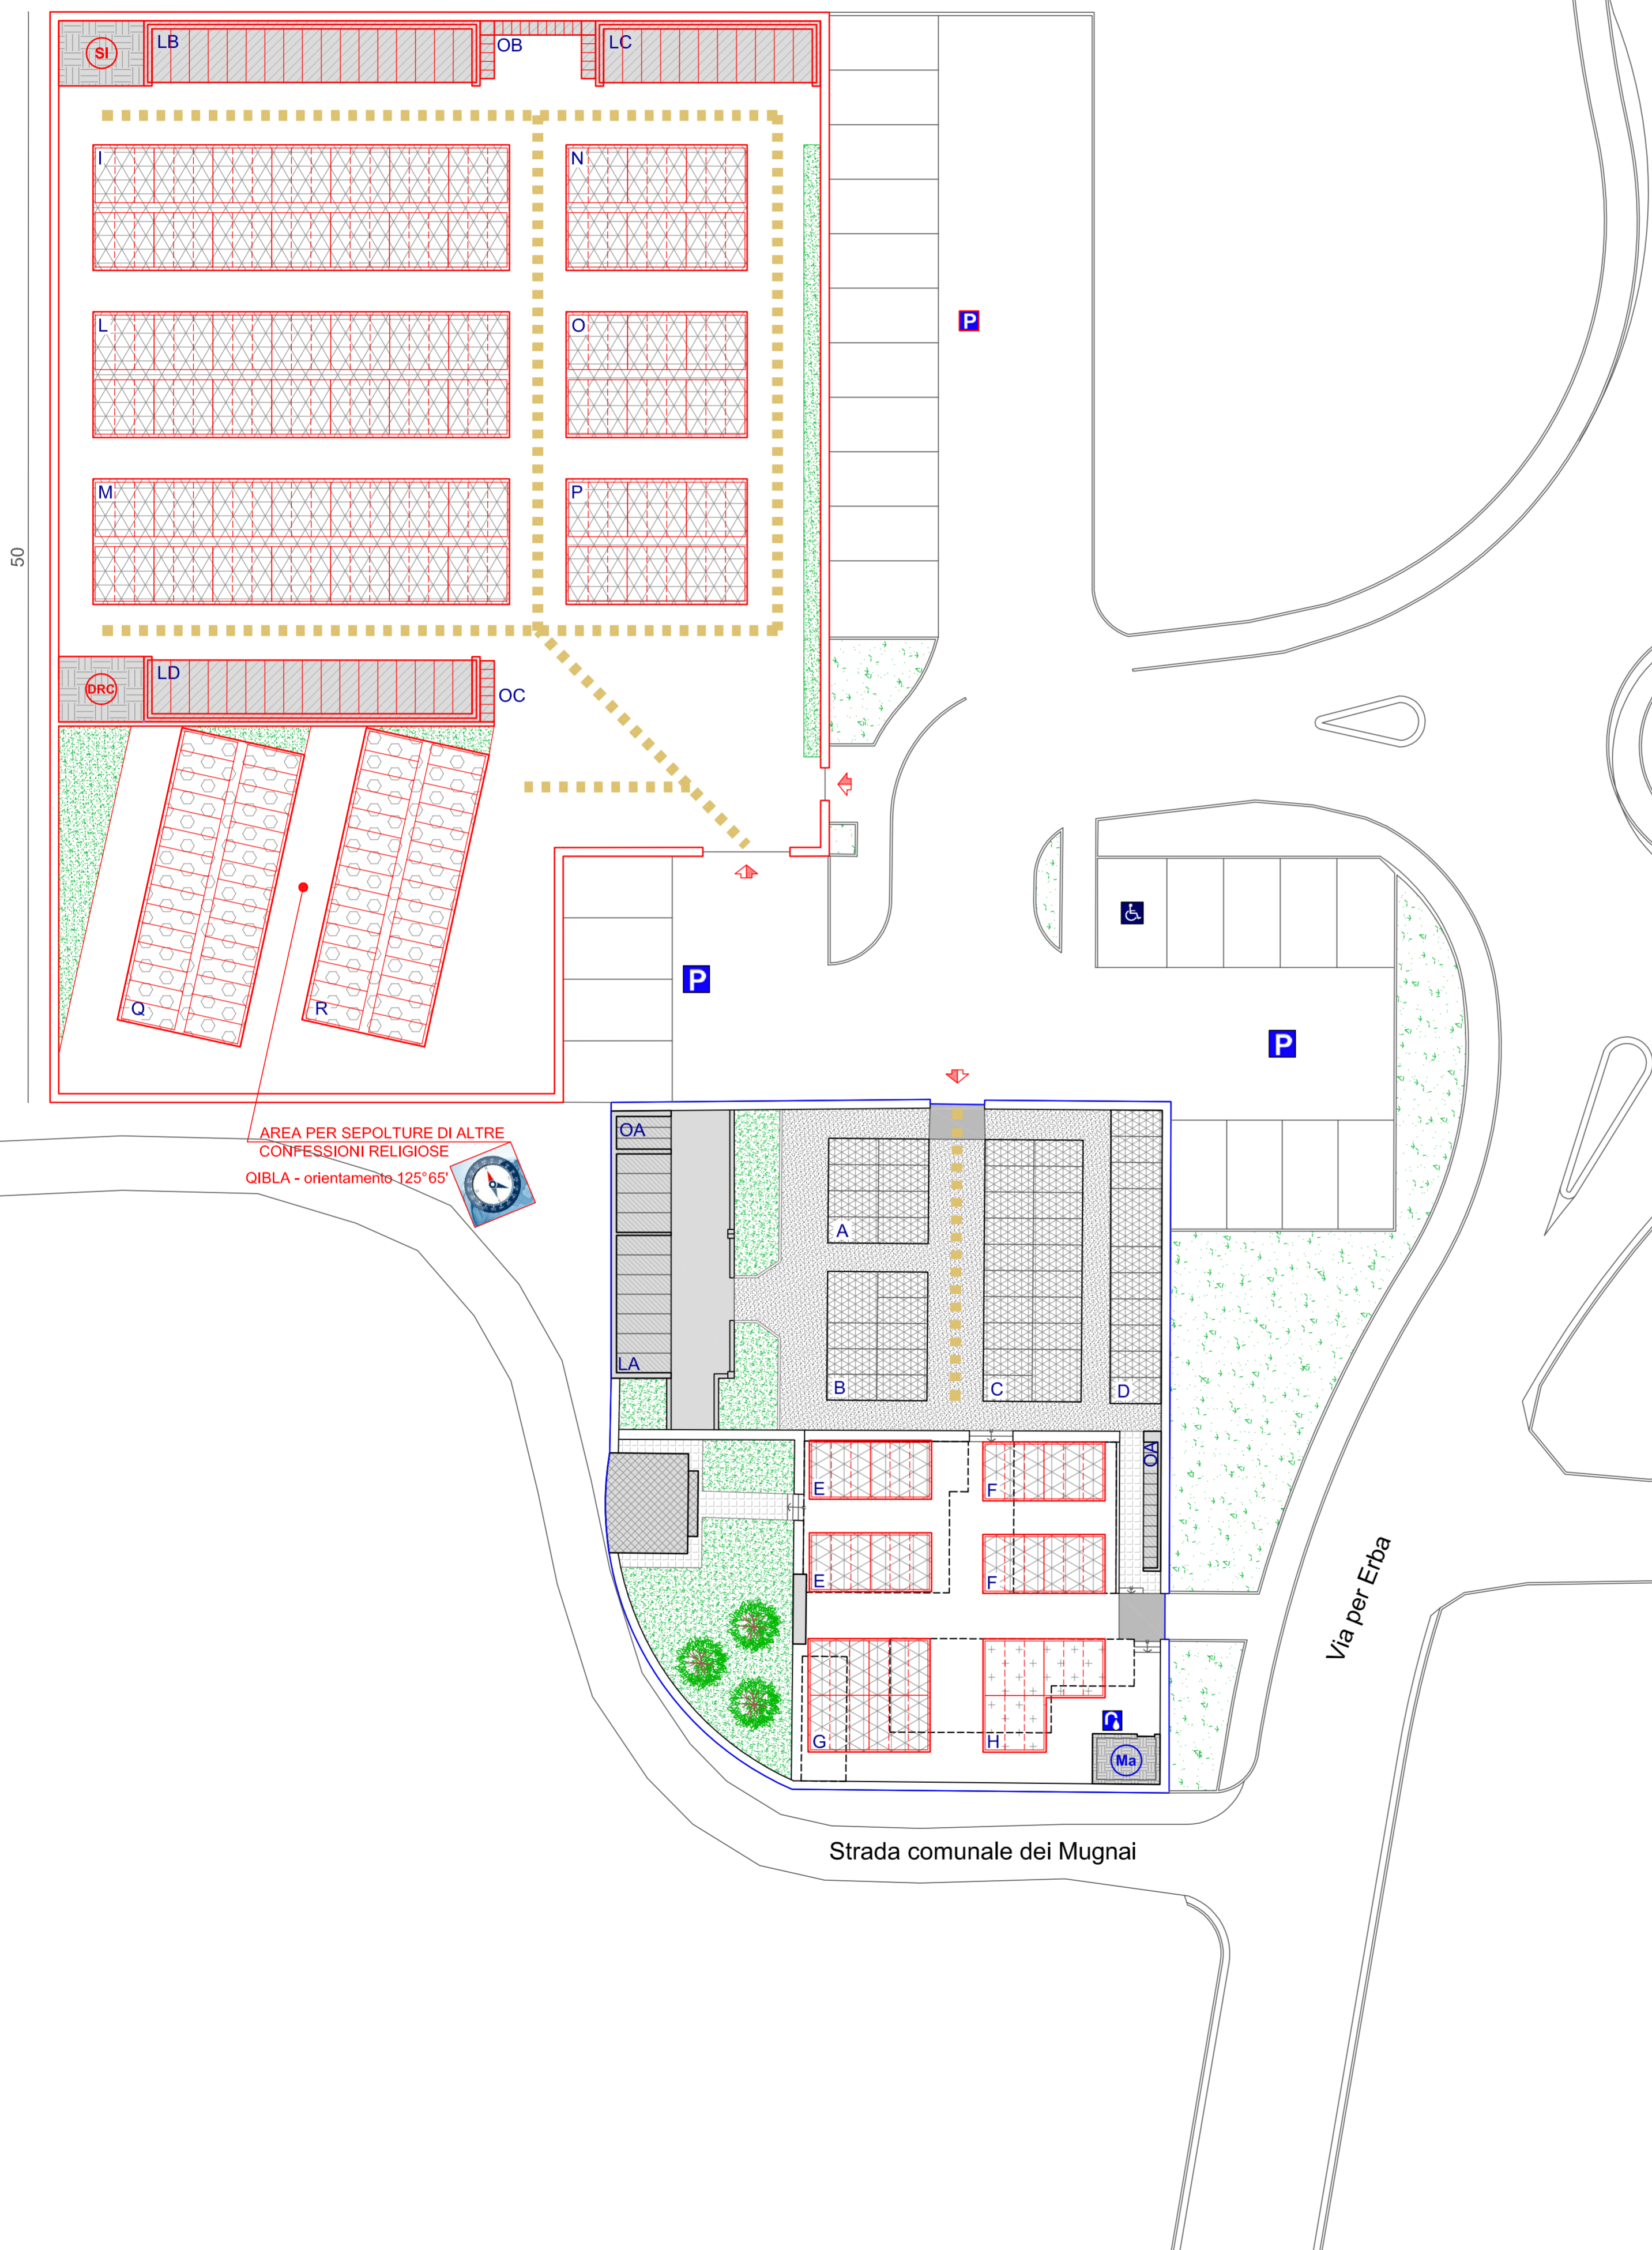 SI
LB
OB
LC
I
N
L
O
P
50
M
P
DRC
LD
OC
Q
R
P
P
AREA PER SEPOLTURE DI ALTRE
CONFESSIONI RELIGIOSE
QIBLA - orientamento 125°65'
OA
A
LA
B
C
D
OA
E
F
E
F
Via per Erba
G
H
Ma
Strada comunale dei Mugnai